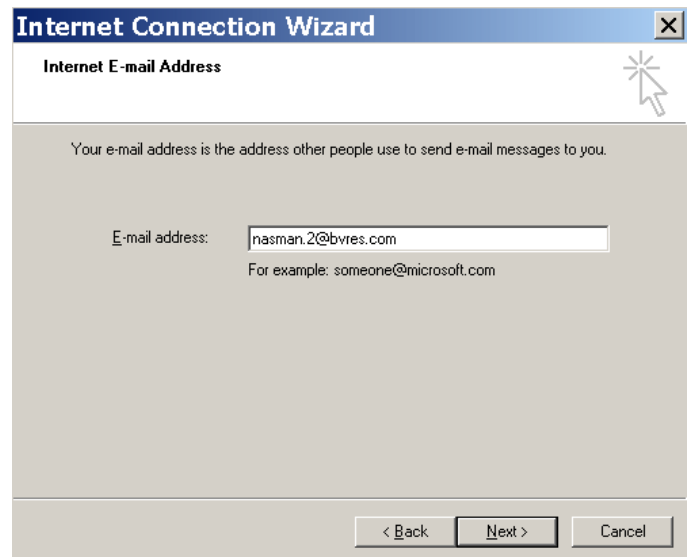 Internet Connection Wizard
Internet E-mail Address
Your e-mail address is the address other people use to send e-mail messages to you.
E-mail address: nasman.2@bvres.com
For example: someone@microsoft.com
< Back Next > Cancel